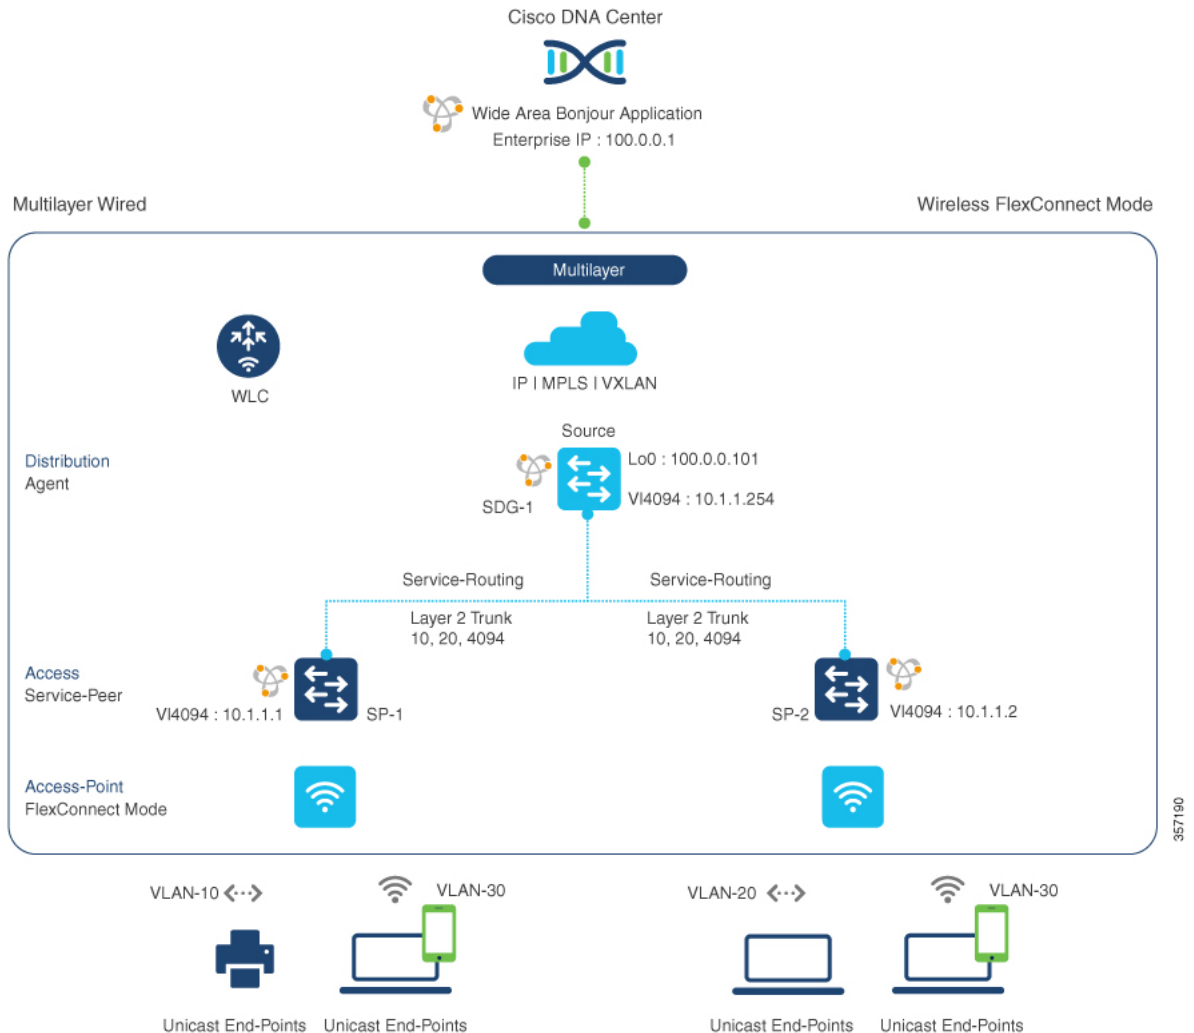 Cisco DNA Center
Wide Area Bonjour Application
Enterprise IP : 100.0.0.1
Multilayer Wired
Wireless FlexConnect Mode
Multilayer
WLC
IP I MPLS I VXLAN
Source
Distribution
Agent
Lo0 : 100.0.0.101
SDG-1
Vl4094 : 10.1.1.254
Service-Routing
Service-Routing
Layer 2 Trunk
10, 20, 4094
Layer 2 Trunk
10, 20, 4094
Access
Service-Peer
Vl4094 : 10.1.1.1
SP-1
SP-2
Vl4094 : 10.1.1.2
Access-Point
FlexConnect Mode
357190
VLAN-10
VLAN-30
VLAN-20
VLAN-30
Unicast End-Points
Unicast End-Points
Unicast End-Points
Unicast End-Points